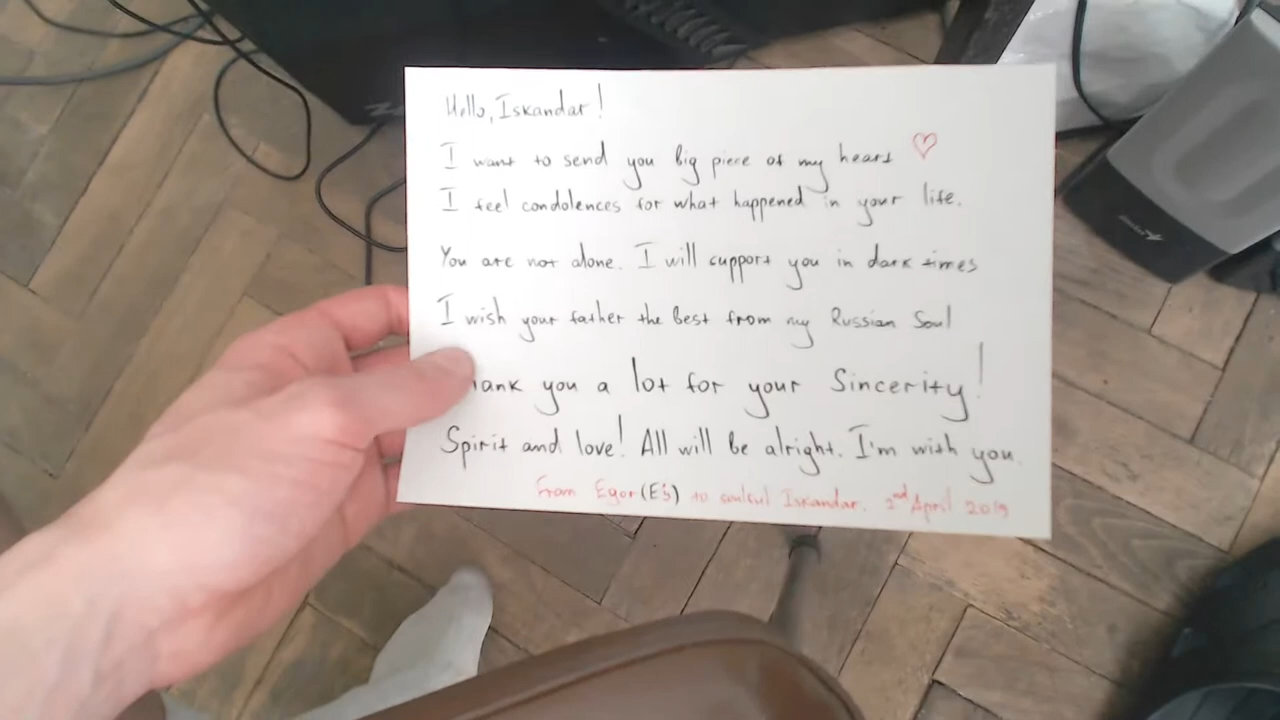 Hello, Iskandar!
I want to send you big piece of my heart ♡
I feel condolences for what happened in your life.
You are not alone. I will support you in dark times
I wish your father the best from my Russian Soul
ank you a lot for your Sincerity!
Spirit and love! All will be alright. I'm with you.
From Egor to soulful Iskandar. 2nd April 2019